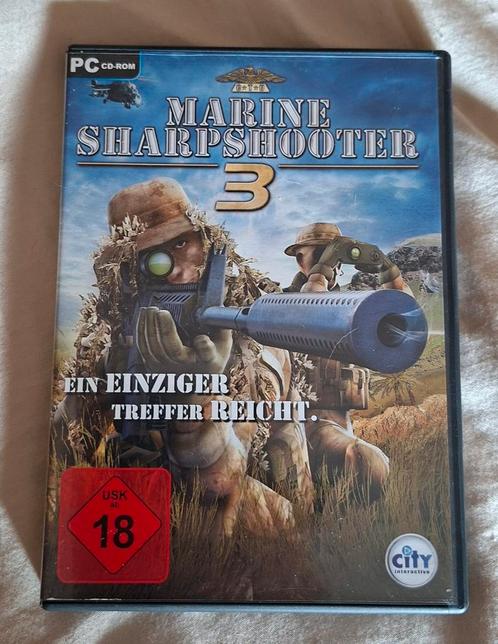 PC CD-ROM
MARINE
SHARPSHOOTER
3
EIN EINZIGER
TREFFER REICHT.
USK
ab
18
CITY
interactive